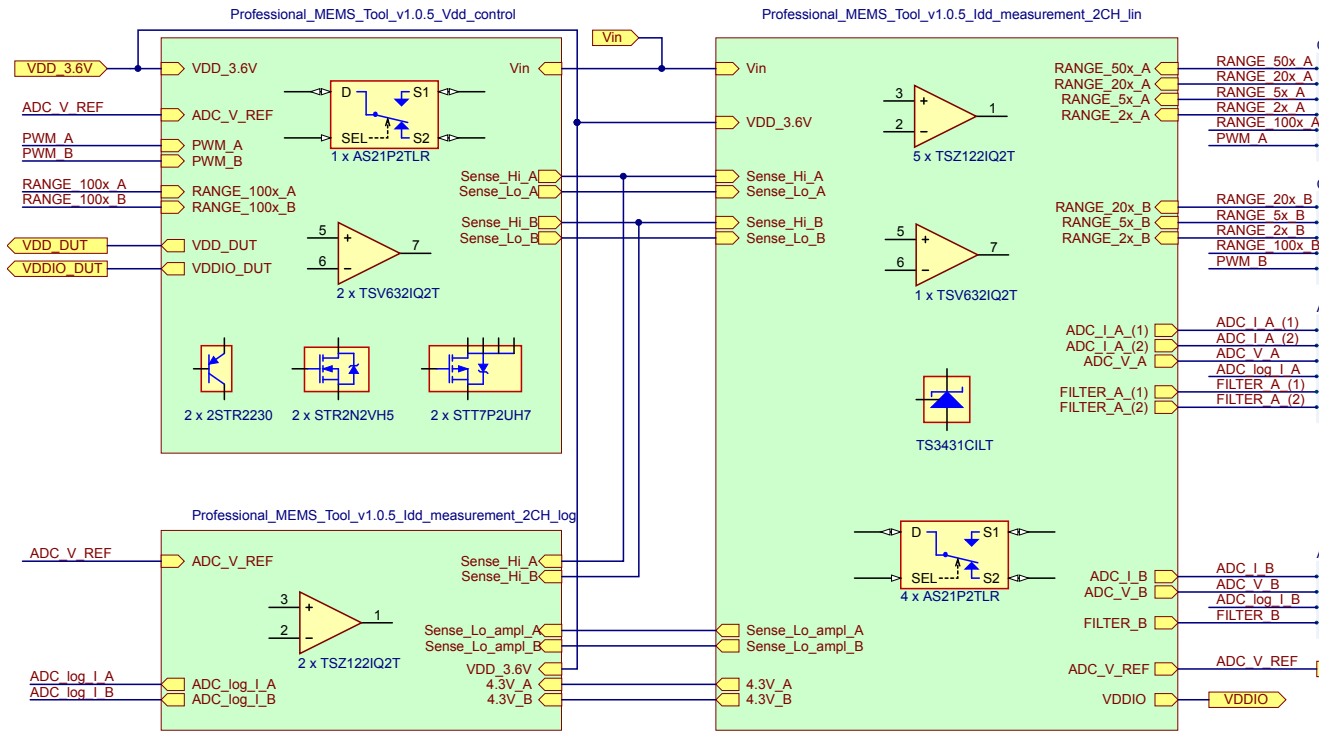 Professional_MEMS_Tool_v1.0.5_Vdd_control
VDD_3.6V
ADC_V_REF
PWM_A
PWM_B
RANGE_100x_A
RANGE_100x_B
VDD_DUT
VDDIO_DUT
VDD_3.6V
ADC_V_REF
PWM_A
PWM_B
RANGE_100x_A
RANGE_100x_B
VDD_DUT
VDDIO_DUT
D
S1
SEL
S2
1 x AS21P2TLR
5
+
6
−
7
2 x TSV632IQ2T
2 x 2STR2230
2 x STR2N2VH5
2 x STT7P2UH7
Vin
Sense_Hi_A
Sense_Lo_A
Sense_Hi_B
Sense_Lo_B
Vin
Professional_MEMS_Tool_v1.0.5_Idd_measurement_2CH_log
ADC_V_REF
ADC_V_REF
3
+
2
−
1
2 x TSZ122IQ2T
ADC_log_I_A
ADC_log_I_B
ADC_log_I_A
ADC_log_I_B
Sense_Hi_A
Sense_Hi_B
Sense_Lo_ampl_A
Sense_Lo_ampl_B
VDD_3.6V
4.3V_A
4.3V_B
Professional_MEMS_Tool_v1.0.5_Idd_measurement_2CH_lin
Vin
VDD_3.6V
Sense_Hi_A
Sense_Lo_A
Sense_Hi_B
Sense_Lo_B
Sense_Lo_ampl_A
Sense_Lo_ampl_B
4.3V_A
4.3V_B
3
+
2
−
1
5 x TSZ122IQ2T
5
+
6
−
7
1 x TSV632IQ2T
TS3431CILT
D
S1
SEL
S2
4 x AS21P2TLR
RANGE_50x_A
RANGE_20x_A
RANGE_5x_A
RANGE_2x_A
RANGE_20x_B
RANGE_5x_B
RANGE_2x_B
ADC_I_A_(1)
ADC_I_A_(2)
ADC_V_A
FILTER_A_(1)
FILTER_A_(2)
ADC_I_B
ADC_V_B
FILTER_B
ADC_V_REF
VDDIO
RANGE_50x_A
RANGE_20x_A
RANGE_5x_A
RANGE_2x_A
RANGE_100x_A
PWM_A
RANGE_20x_B
RANGE_5x_B
RANGE_2x_B
RANGE_100x_B
PWM_B
ADC_I_A_(1)
ADC_I_A_(2)
ADC_V_A
ADC_log_I_A
FILTER_A_(1)
FILTER_A_(2)
ADC_I_B
ADC_V_B
ADC_log_I_B
FILTER_B
ADC_V_REF
VDDIO